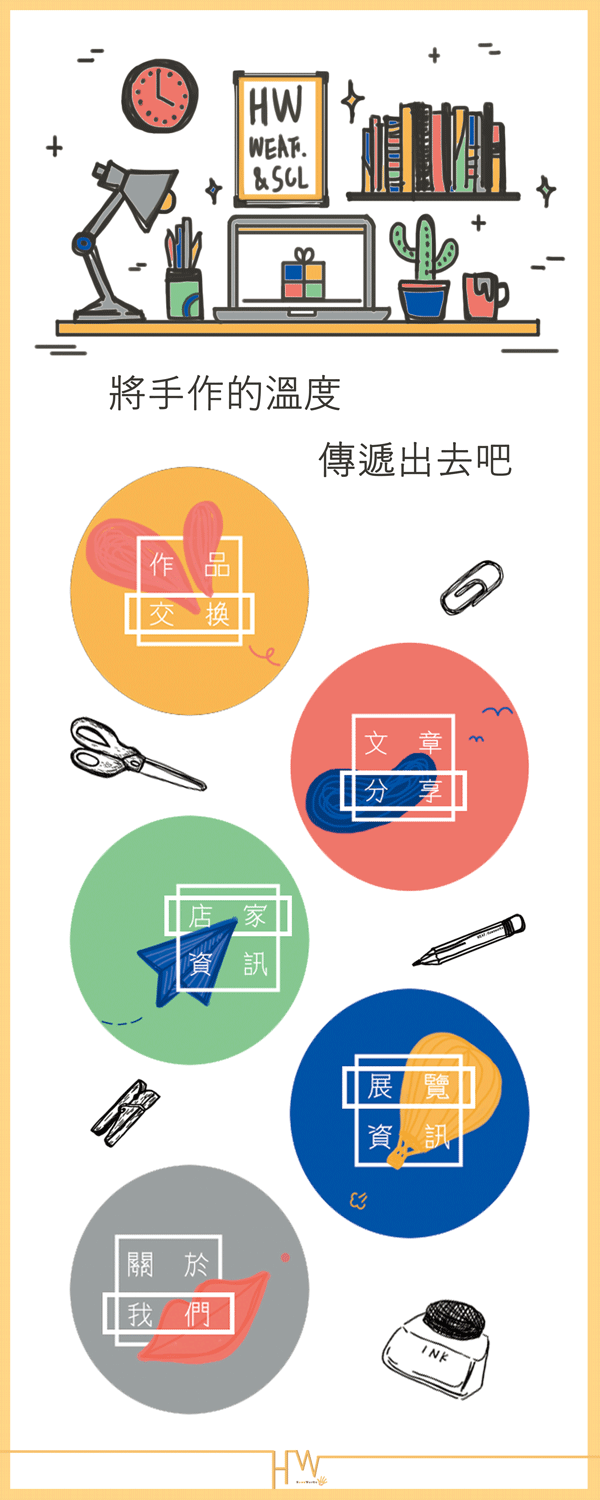 HW
WEAT.
& SCL
將手作的溫度
傳遞出去吧
作品
交換
文章
分享
店家
資訊
展覽
資訊
關於
我們
INK
HW